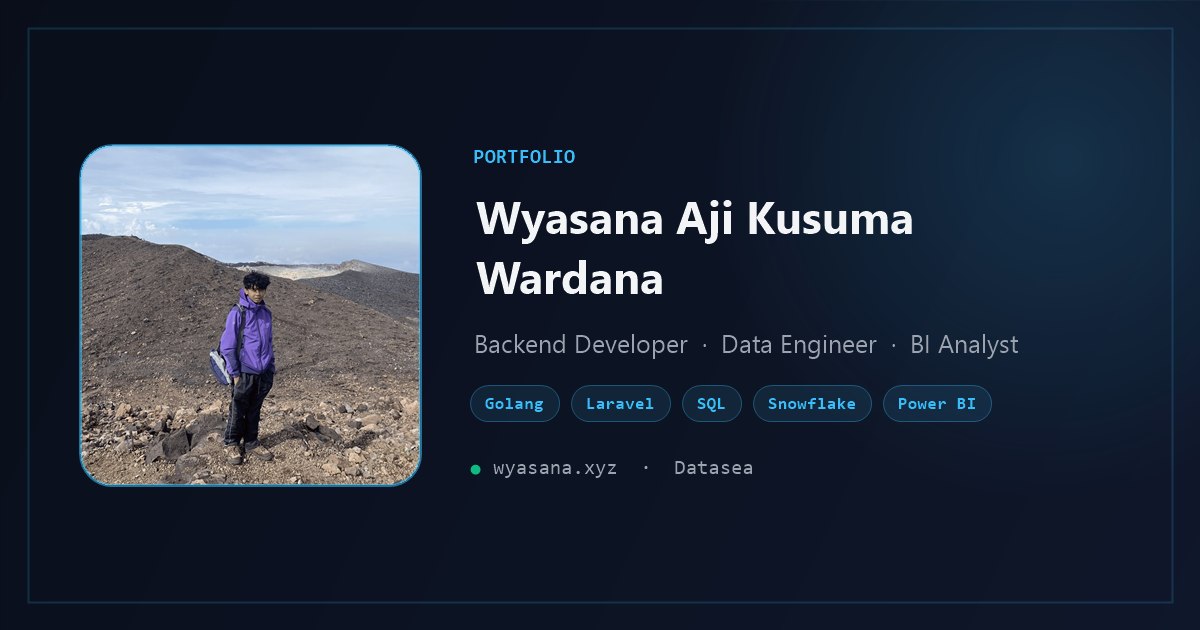 PORTFOLIO
Wyasana Aji Kusuma
Wardana
Backend Developer · Data Engineer · BI Analyst
Golang Laravel SQL Snowflake Power BI
wyasana.xyz · Datasea